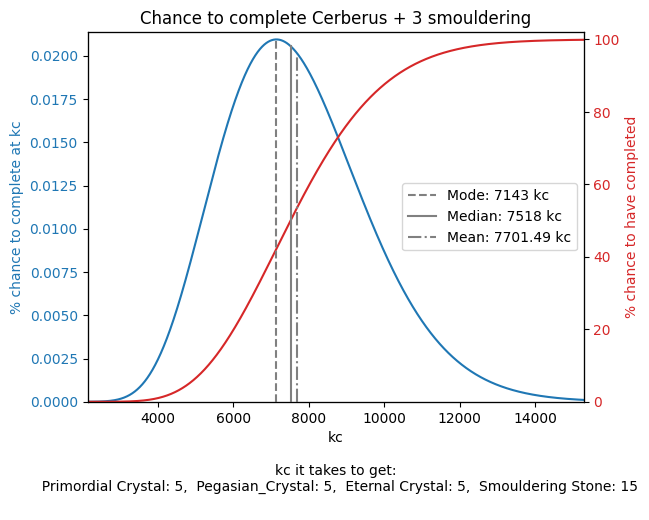 Chance to complete Cerberus + 3 smouldering
% chance to complete at kc
0.0200
0.0175
0.0150
0.0125
0.0100
0.0075
0.0050
0.0025
0.0000
100
80
60
40
20
0
% chance to have completed
Mode: 7143 kc
Median: 7518 kc
Mean: 7701.49 kc
4000 6000 8000 10000 12000 14000
kc
kc it takes to get:
Primordial Crystal: 5,  Pegasian_Crystal: 5,  Eternal Crystal: 5,  Smouldering Stone: 15